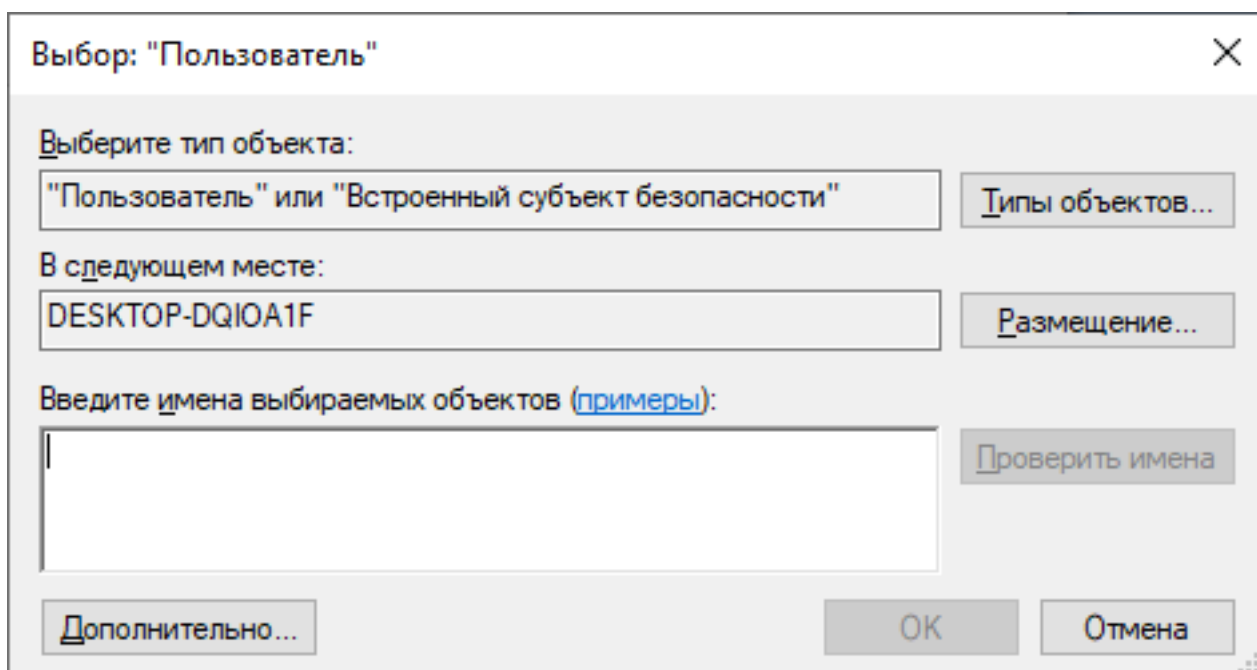 Выбор: "Пользователь"
Выберите тип объекта:
"Пользователь" или "Встроенный субъект безопасности"
Типы объектов...
В следующем месте:
DESKTOP-DQIOA1F
Размещение...
Введите имена выбираемых объектов (примеры):
Проверить имена
Дополнительно...
ОК
Отмена